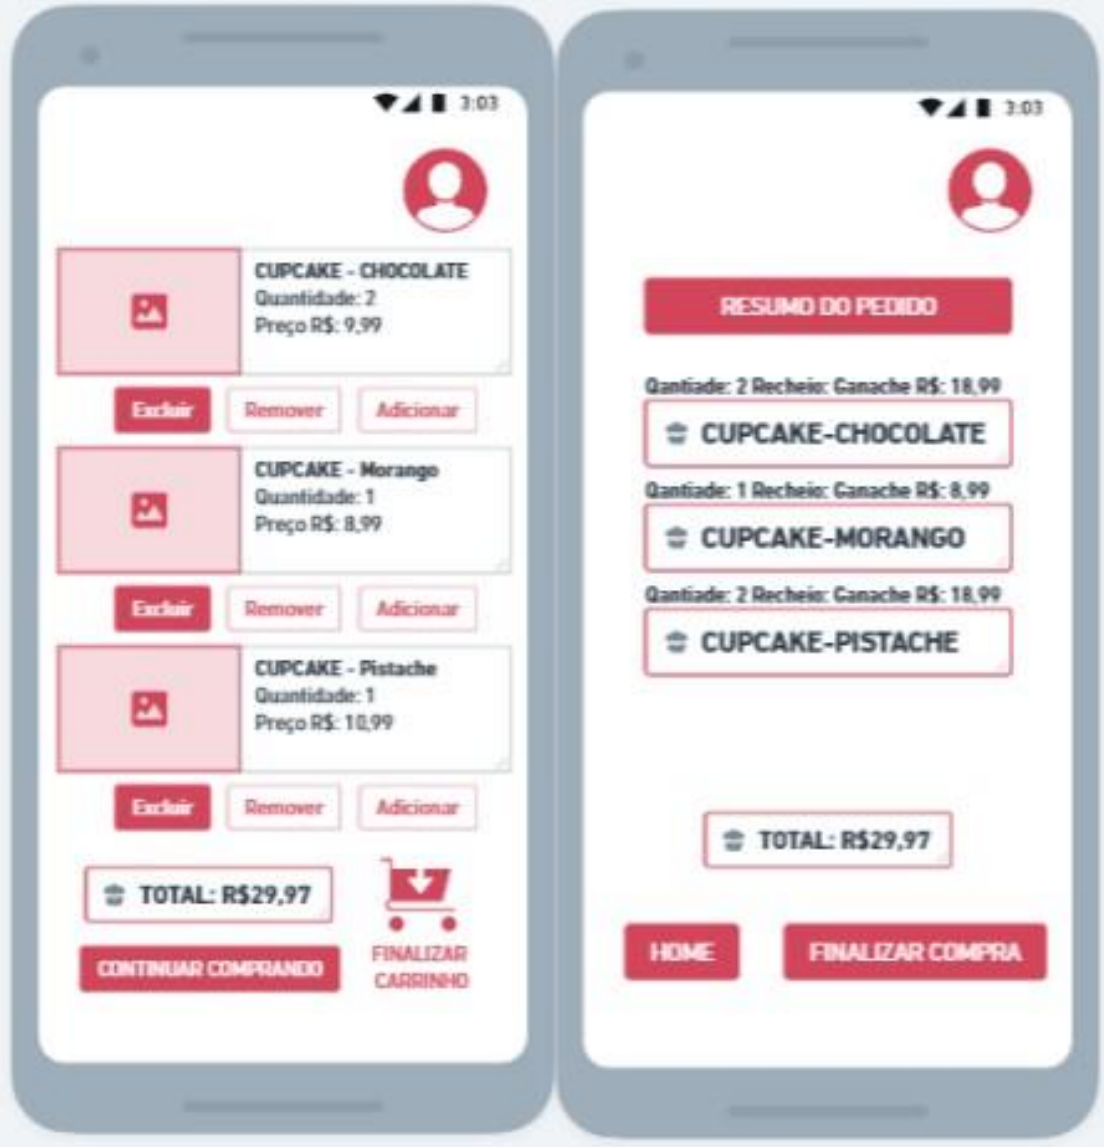 3:03
CUPCAKE - CHOCOLATE
Quantidade: 2
Preço R$: 9,99
Excluir Remover Adicionar
CUPCAKE - Morango
Quantidade: 1
Preço R$: 8,99
Excluir Remover Adicionar
CUPCAKE - Pistache
Quantidade: 1
Preço R$: 10,99
Excluir Remover Adicionar
TOTAL: R$29,97
CONTINUAR COMPRANDO
FINALIZAR
CARRINHO
3:03
RESUMO DO PEDIDO
Qantiade: 2 Recheio: Ganache R$: 18,99
CUPCAKE-CHOCOLATE
Qantiade: 1 Recheio: Ganache R$: 8,99
CUPCAKE-MORANGO
Qantiade: 2 Recheio: Ganache R$: 18,99
CUPCAKE-PISTACHE
TOTAL: R$29,97
HOME FINALIZAR COMPRA